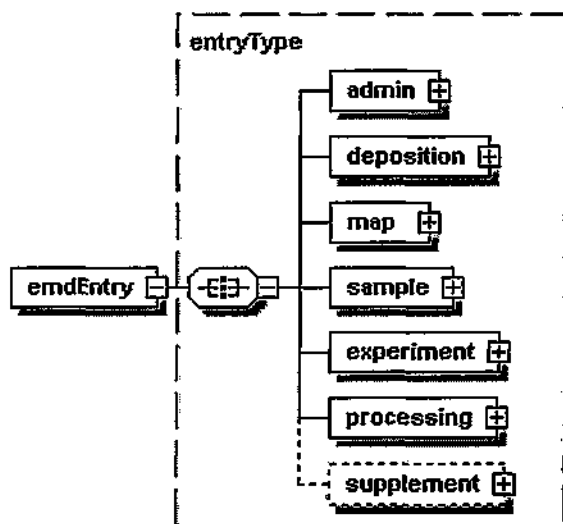 entryType
admin
deposition
map
emdEntry
sample
experiment
processing
supplement